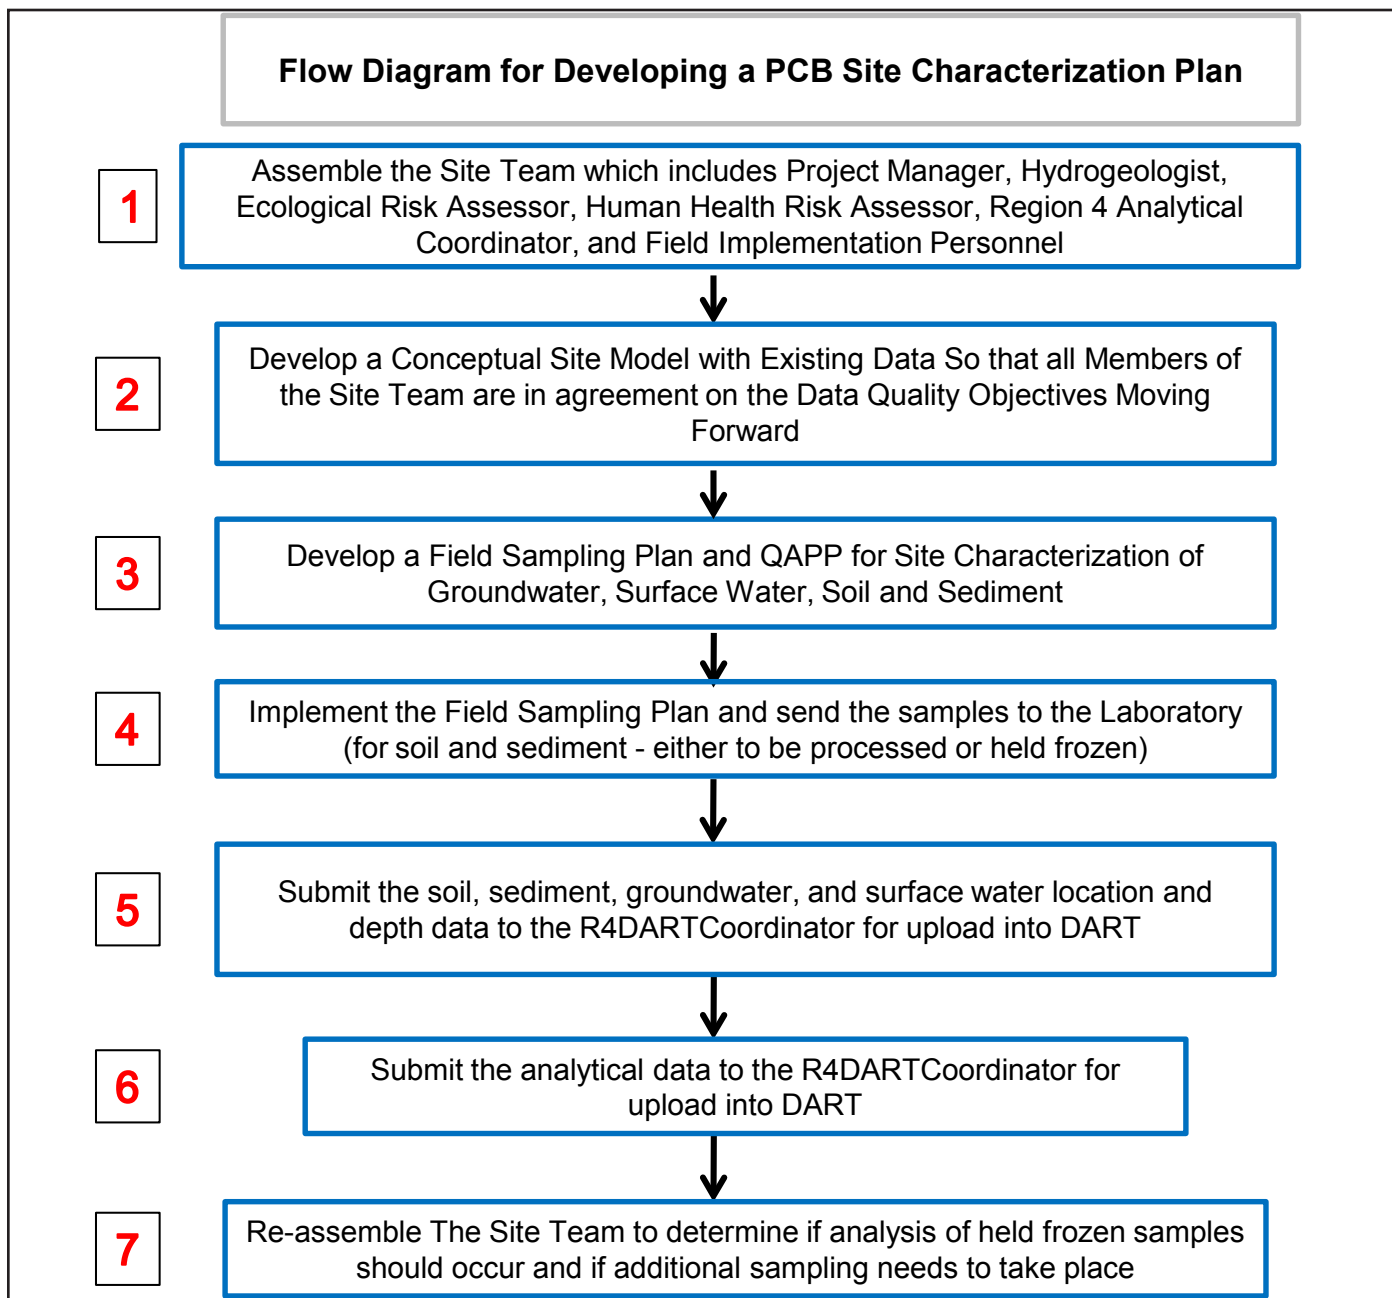 Flow Diagram for Developing a PCB Site Characterization Plan
1
Assemble the Site Team which includes Project Manager, Hydrogeologist,
Ecological Risk Assessor, Human Health Risk Assessor, Region 4 Analytical
Coordinator, and Field Implementation Personnel
2
Develop a Conceptual Site Model with Existing Data So that all Members of
the Site Team are in agreement on the Data Quality Objectives Moving
Forward
3
Develop a Field Sampling Plan and QAPP for Site Characterization of
Groundwater, Surface Water, Soil and Sediment
4
Implement the Field Sampling Plan and send the samples to the Laboratory
(for soil and sediment - either to be processed or held frozen)
5
Submit the soil, sediment, groundwater, and surface water location and
depth data to the R4DARTCoordinator for upload into DART
6
Submit the analytical data to the R4DARTCoordinator for
upload into DART
7
Re-assemble The Site Team to determine if analysis of held frozen samples
should occur and if additional sampling needs to take place